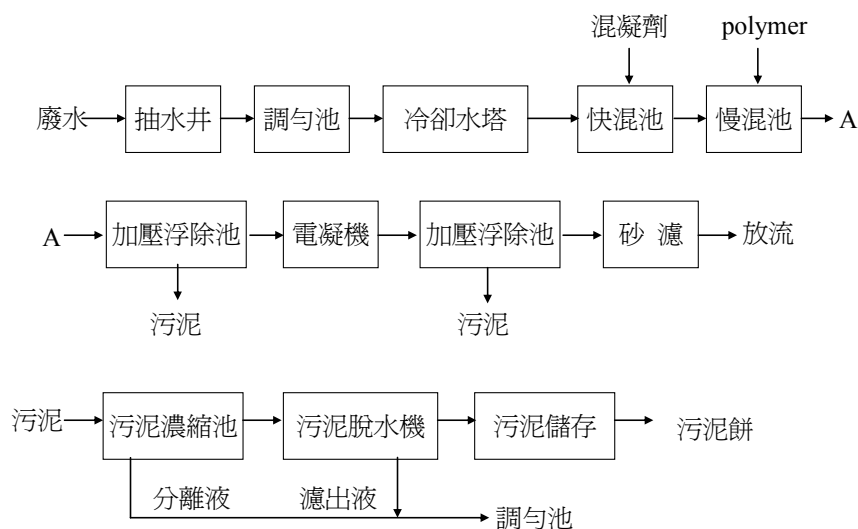 混凝劑 polymer
廢水 抽水井 調勻池 冷卻水塔 快混池 慢混池 A
A 加壓浮除池 電凝機 加壓浮除池 砂 濾 放流
污泥 污泥
污泥 污泥濃縮池 污泥脫水機 污泥儲存 污泥餅
分離液 濾出液
調勻池